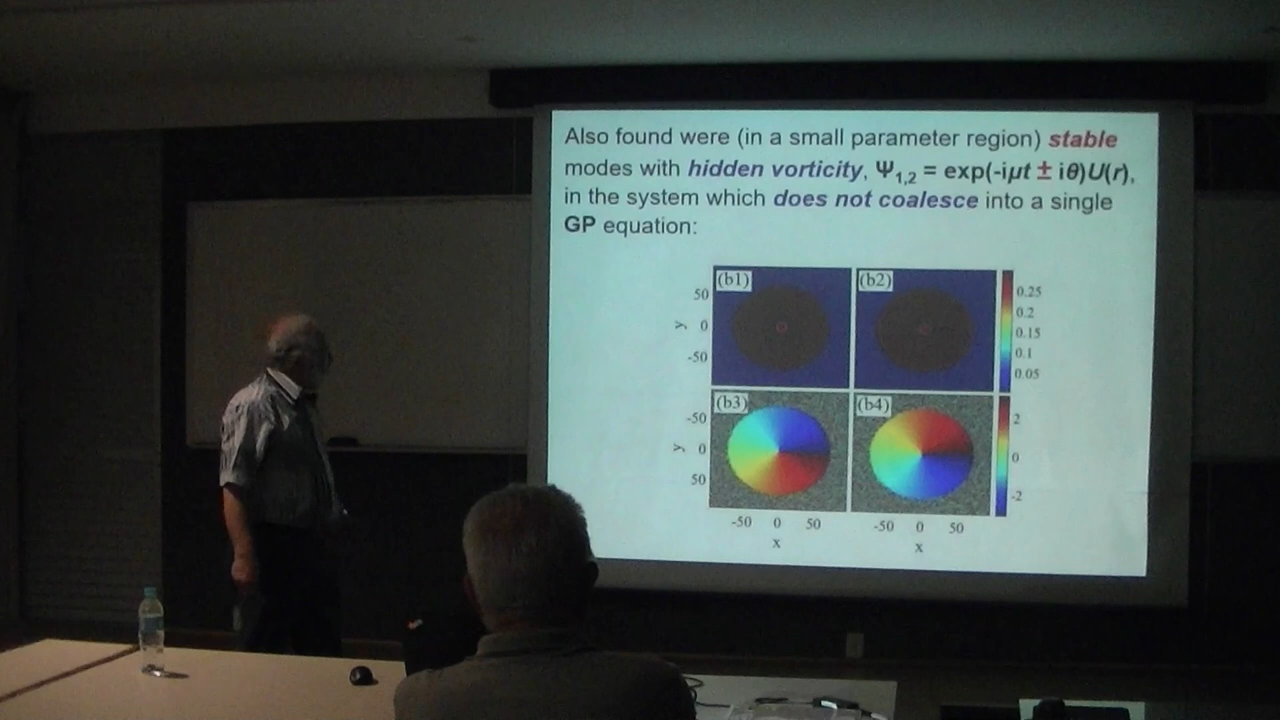 Also found were (in a small parameter region) stable
modes with hidden vorticity, Ψ1,2 = exp(-iμt ± iθ)U(r),
in the system which does not coalesce into a single
GP equation:
(b1) (b2)
50
y 0
-50
0.25
0.2
0.15
0.1
0.05
(b3) (b4)
-50
y 0
50
2
0
-2
-50 0 50 -50 0 50
x x